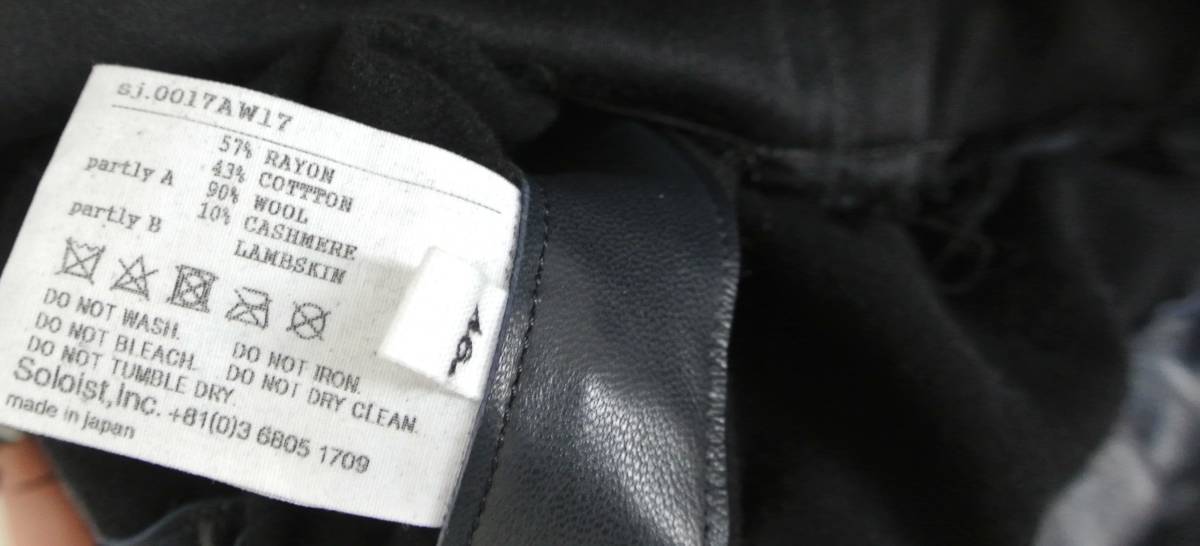 sj.0017AW17
57% RAYON
43% COTTTON
partly A 90% WOOL
10% CASHMERE
partly B LAMBSKIN
DO NOT WASH.
DO NOT BLEACH. DO NOT IRON.
DO NOT TUMBLE DRY. DO NOT DRY CLEAN.
Soloist,Inc. +81(0)3 6805 1709
made in japan